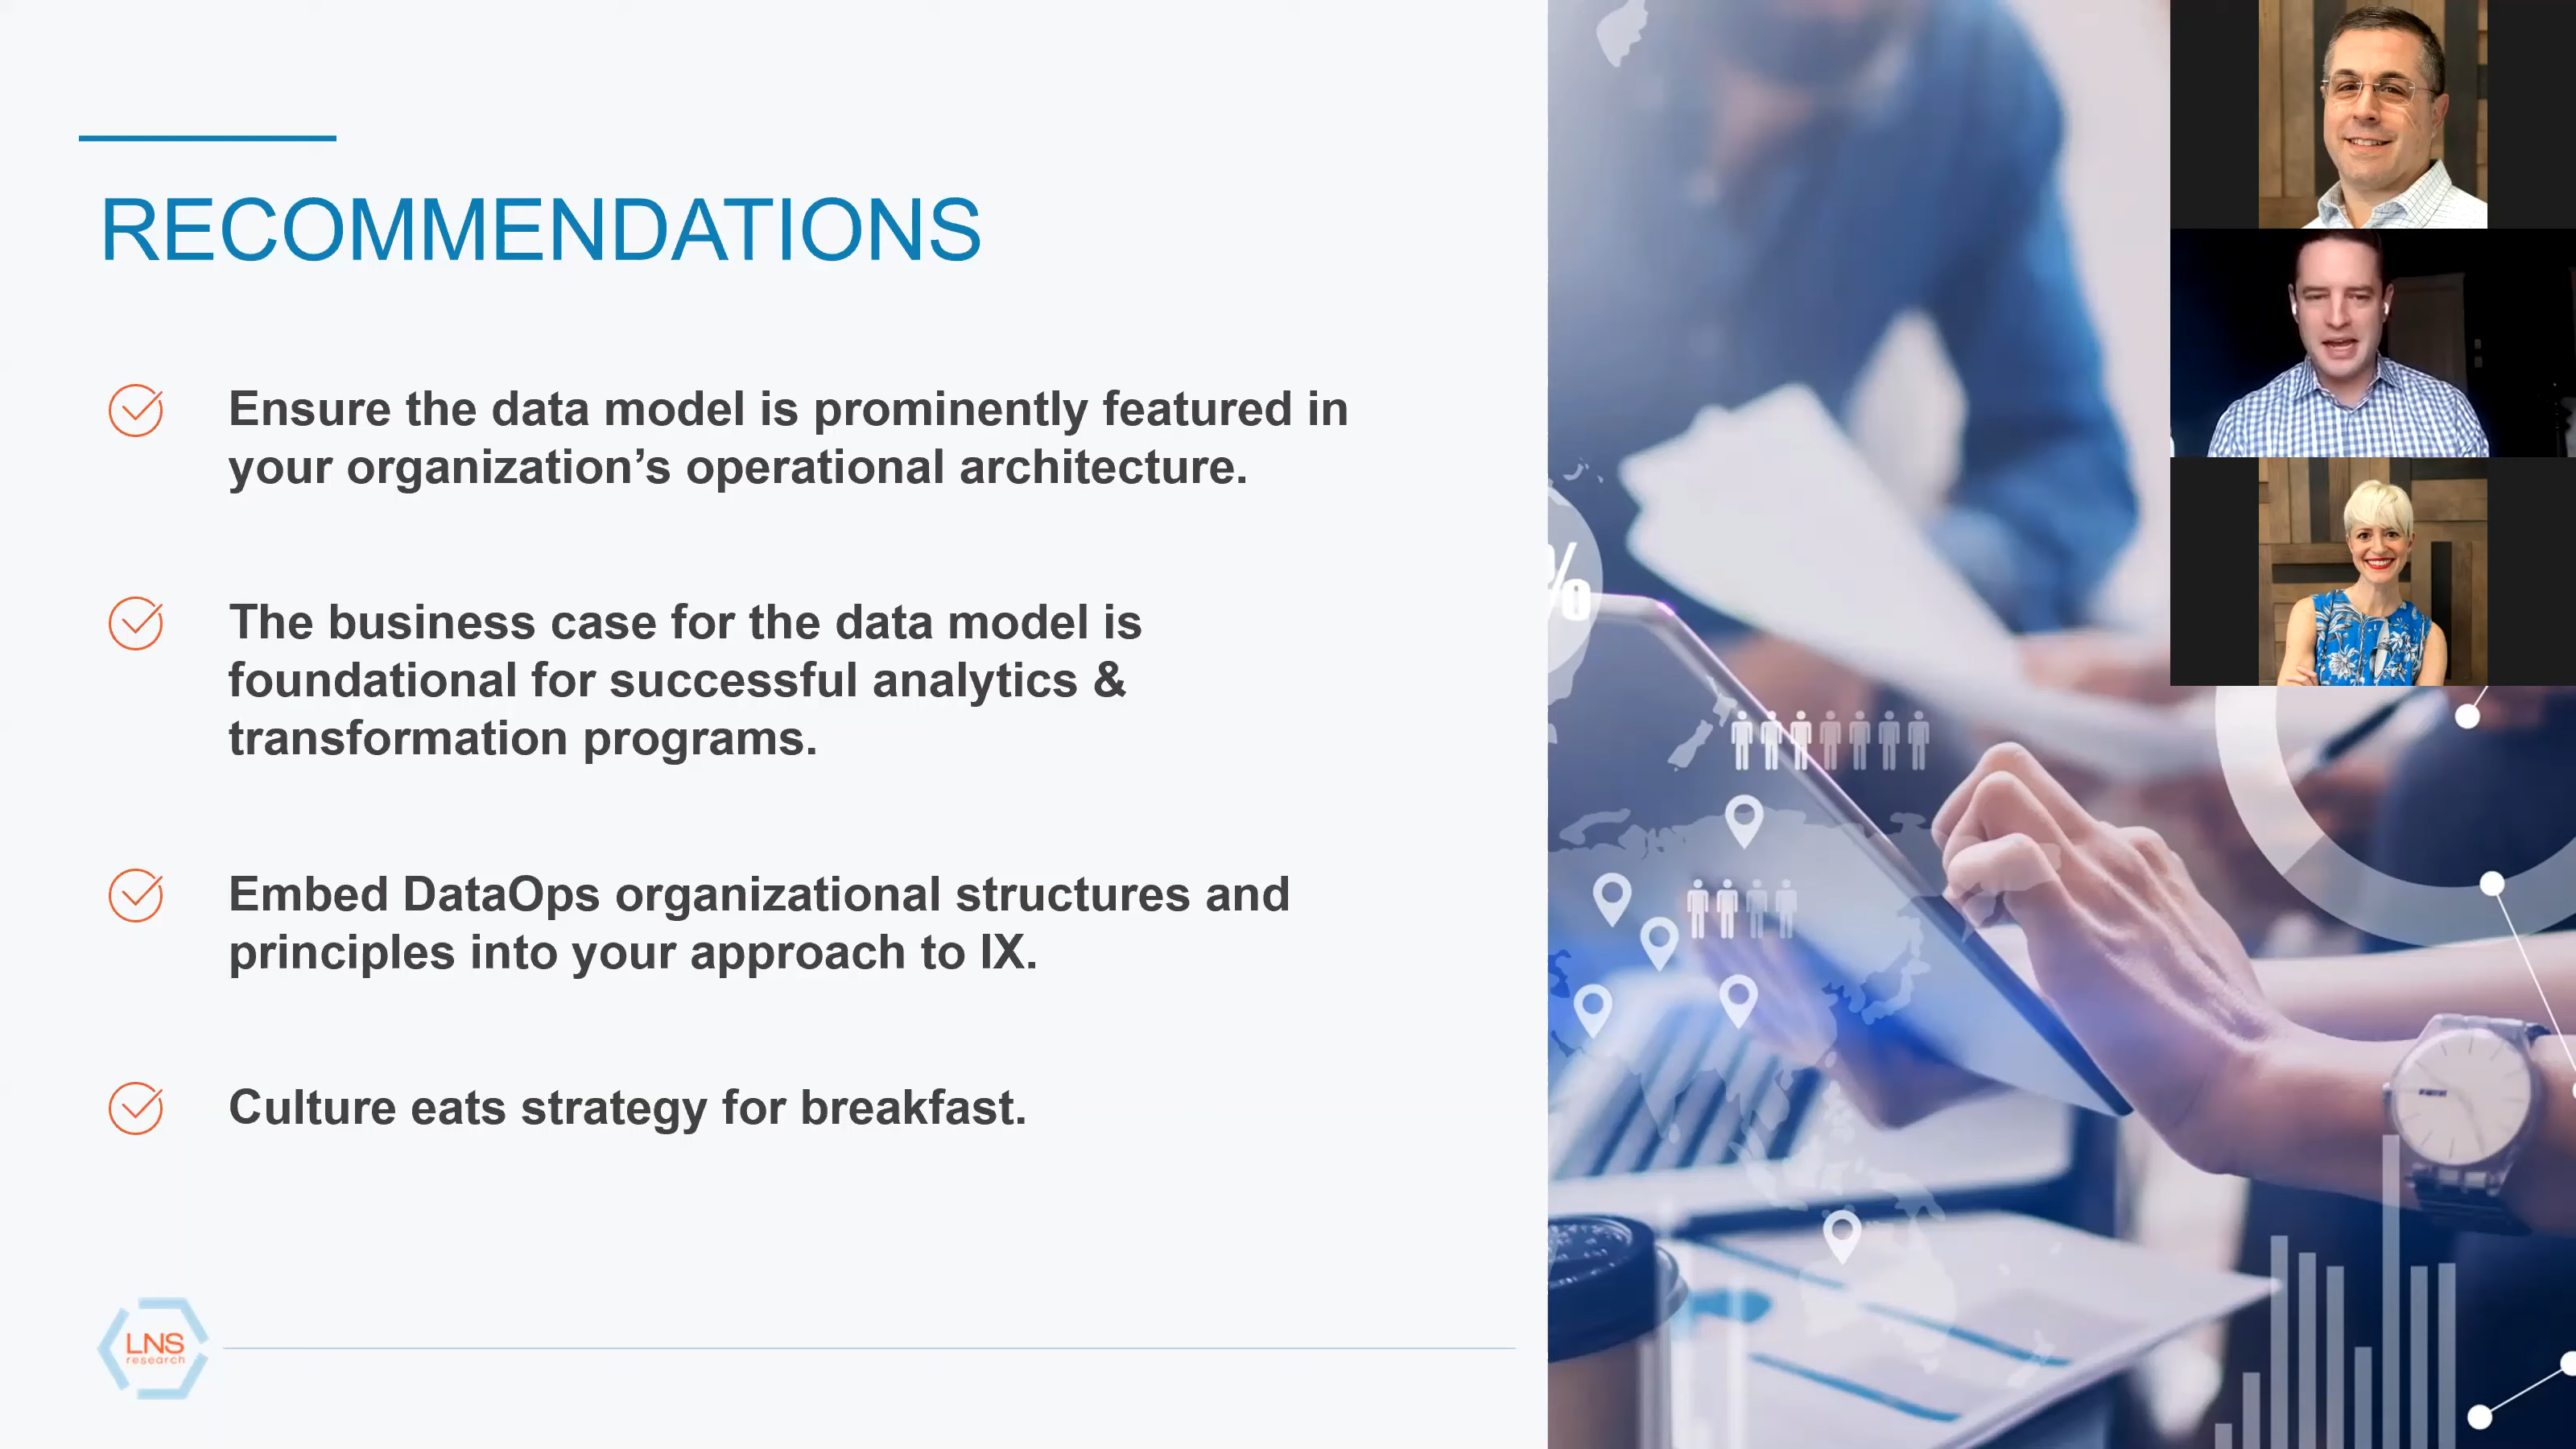 RECOMMENDATIONS
Ensure the data model is prominently featured in
your organization’s operational architecture.
The business case for the data model is
foundational for successful analytics &
transformation programs.
Embed DataOps organizational structures and
principles into your approach to IX.
Culture eats strategy for breakfast.
LNS
research
%